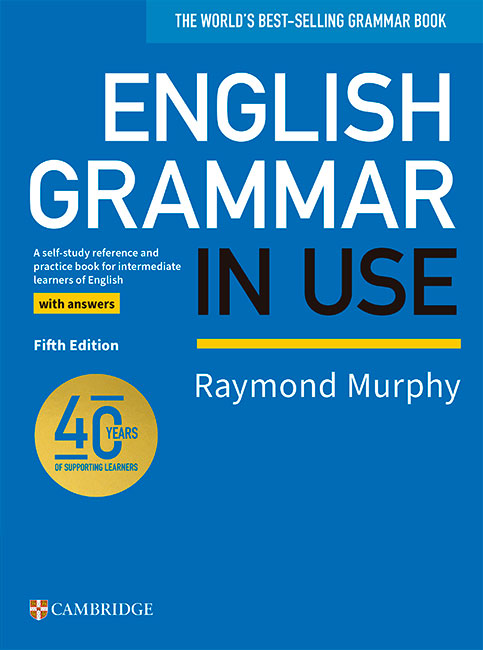 THE WORLD'S BEST-SELLING GRAMMAR BOOK
ENGLISH
GRAMMAR
IN USE
A self-study reference and
practice book for intermediate
learners of English
with answers
Fifth Edition
Raymond Murphy
40
YEARS
OF SUPPORTING LEARNERS
CAMBRIDGE